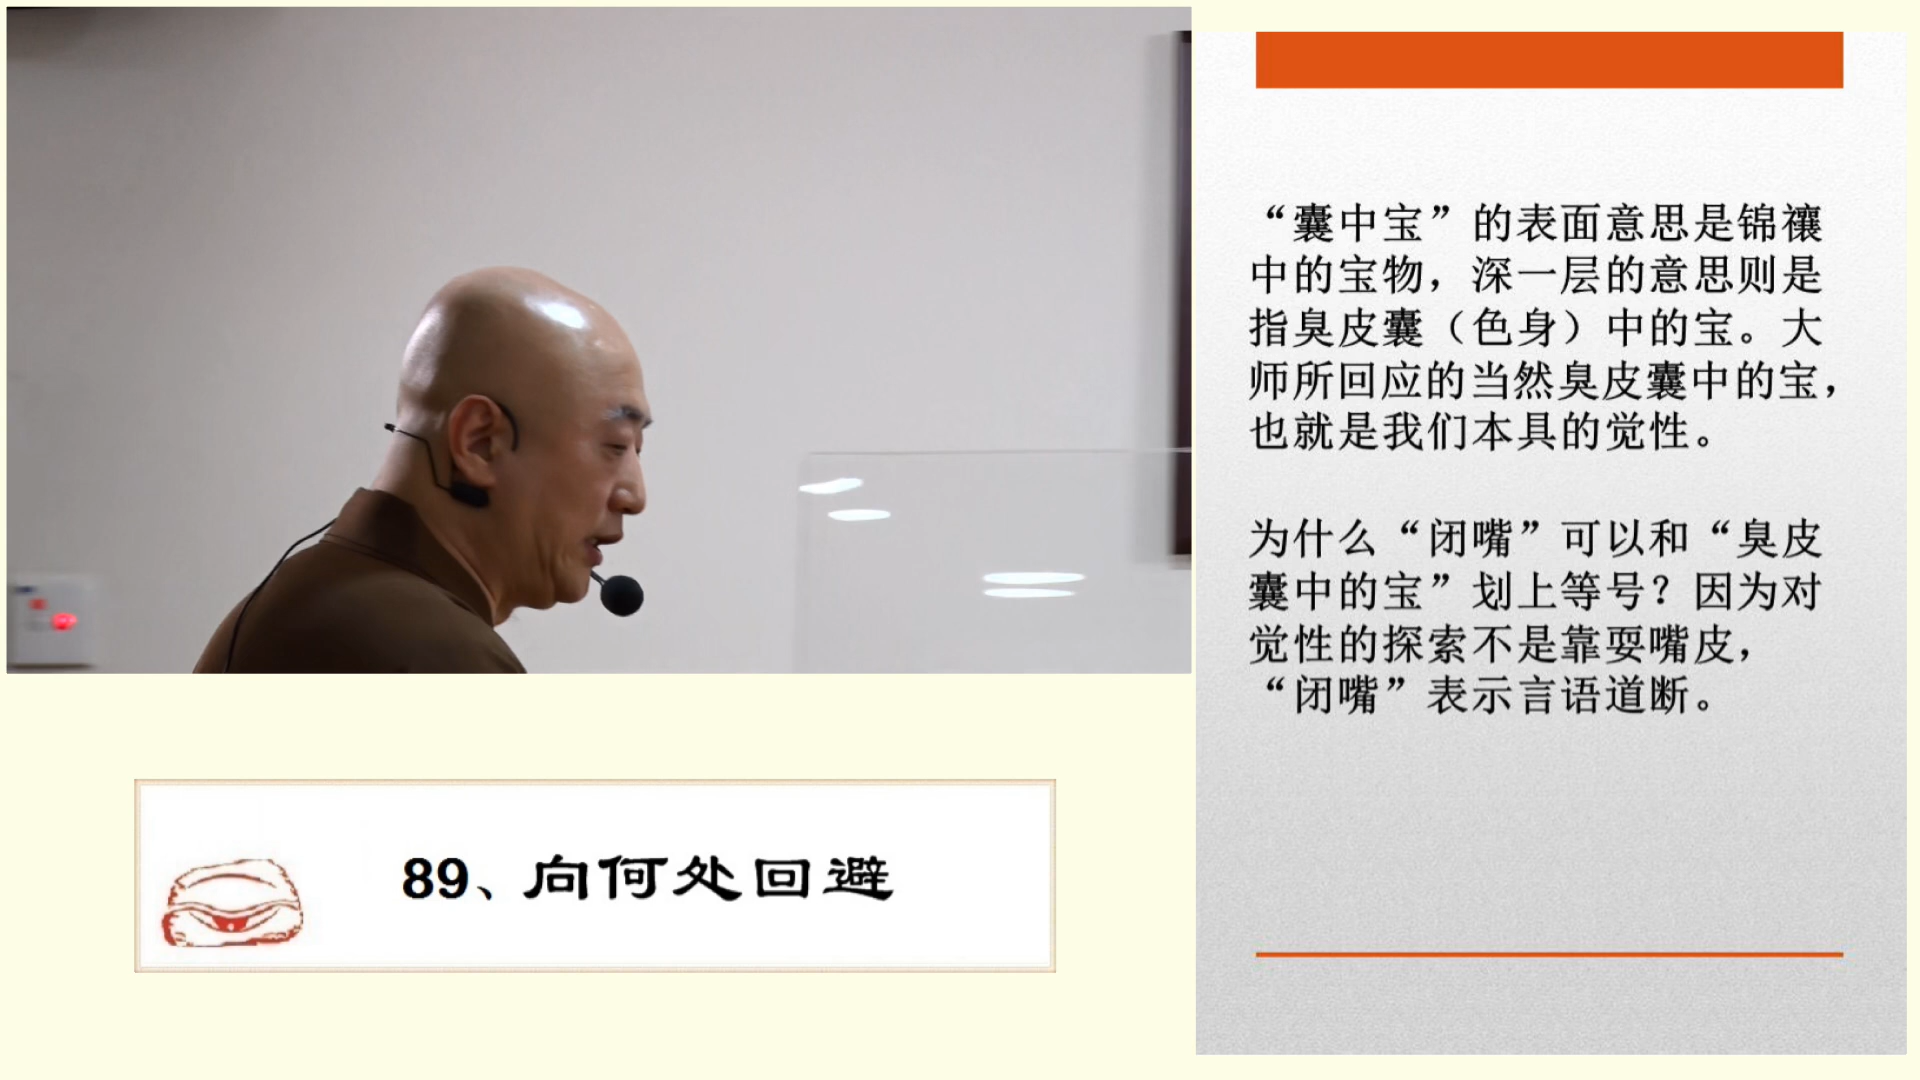 “囊中宝”的表面意思是锦禳
中的宝物，深一层的意思则是
指臭皮囊（色身）中的宝。大
师所回应的当然臭皮囊中的宝，
也就是我们本具的觉性。
为什么“闭嘴”可以和“臭皮
囊中的宝”划上等号？因为对
觉性的探索不是靠耍嘴皮，
“闭嘴”表示言语道断。
89、向何处回避